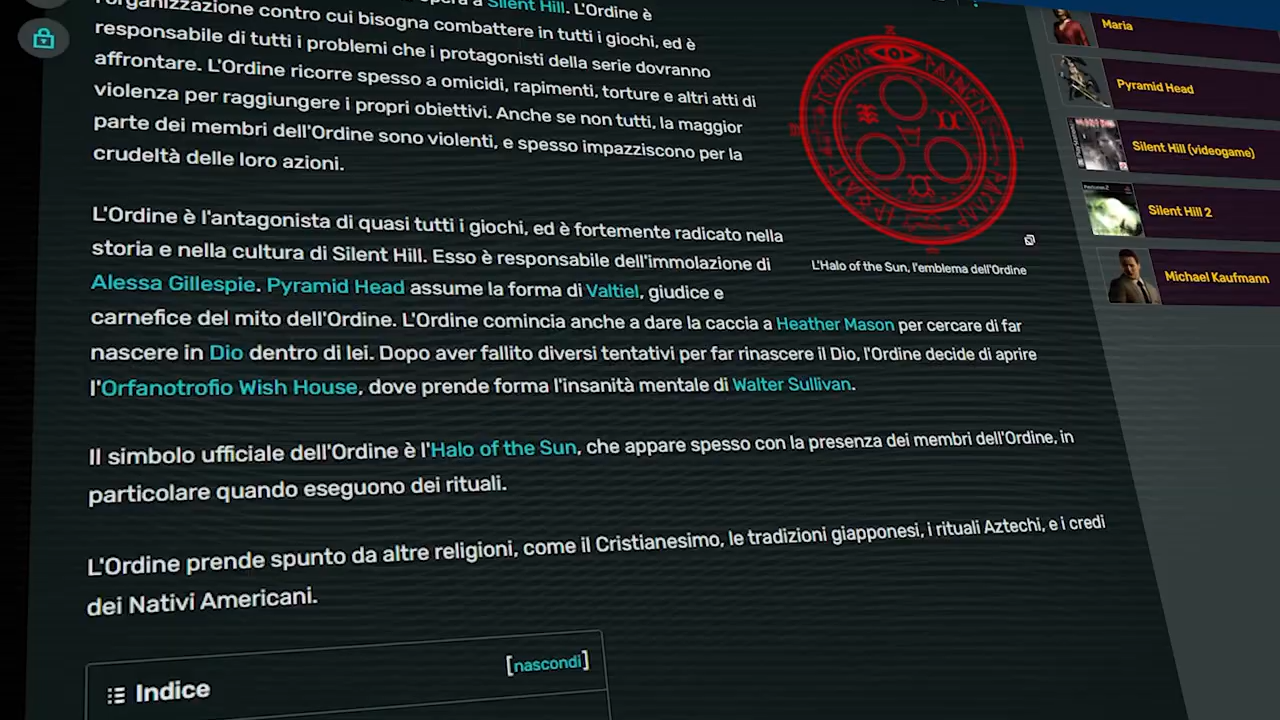 Silent Hill. L'Ordine è
l'organizzazione contro cui bisogna combattere in tutti i giochi, ed è
responsabile di tutti i problemi che i protagonisti della serie dovranno
affrontare. L'Ordine ricorre spesso a omicidi, rapimenti, torture e altri atti di
violenza per raggiungere i propri obiettivi. Anche se non tutti, la maggior
parte dei membri dell'Ordine sono violenti, e spesso impazziscono per la
crudeltà delle loro azioni.
L'Ordine è l'antagonista di quasi tutti i giochi, ed è fortemente radicato nella
storia e nella cultura di Silent Hill. Esso è responsabile dell'immolazione di
Alessa Gillespie. Pyramid Head assume la forma di Valtiel, giudice e
carnefice del mito dell'Ordine. L'Ordine comincia anche a dare la caccia a Heather Mason per cercare di far
nascere in Dio dentro di lei. Dopo aver fallito diversi tentativi per far rinascere il Dio, l'Ordine decide di aprire
l'Orfanotrofio Wish House, dove prende forma l'insanità mentale di Walter Sullivan.
Il simbolo ufficiale dell'Ordine è l'Halo of the Sun, che appare spesso con la presenza dei membri dell'Ordine, in
particolare quando eseguono dei rituali.
L'Ordine prende spunto da altre religioni, come il Cristianesimo, le tradizioni giapponesi, i rituali Aztechi, e i credi
dei Nativi Americani.
[nascondi]
Indice
L'Halo of the Sun, l'emblema dell'Ordine
Maria
Pyramid Head
Silent Hill (videogame)
Silent Hill 2
Michael Kaufmann